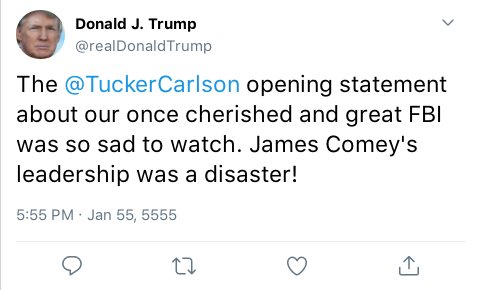 Donald J. Trump
@realDonaldTrump
The @TuckerCarlson opening statement
about our once cherished and great FBI
was so sad to watch. James Comey's
leadership was a disaster!
5:55 PM · Jan 55, 5555